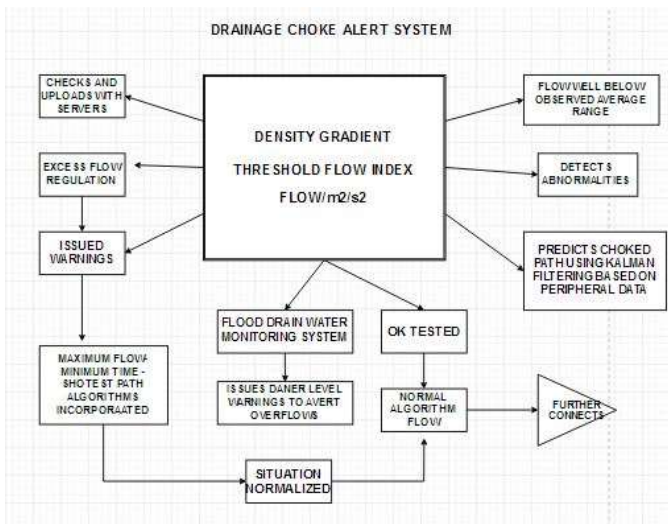 DRAINAGE CHOKE ALERT SYSTEM
CHECKS AND
UPLOADS WITH
SERVERS
DENSITY GRADIENT
THRESHOLD FLOW INDEX
FLOW/m2/s2
FLOW WELL BELOW
OBSERVED AVERAGE
RANGE
EXCESS FLOW
REGULATION
DETECTS
ABNORMALITIES
ISSUED
WARNINGS
PREDICTS CHOKED
PATH USING KALMAN
FILTERING BASED ON
PERIPHERAL DATA
FLOOD DRAIN WATER
MONITORING SYSTEM
OK TESTED
MAXIMUM FLOW
MINIMUM TIME -
SHOTEST PATH
ALGORITHMS
INCORPORAATED
ISSUES DANER LEVEL
WARNINGS TO AVERT
OVERFLOWS
NORMAL
ALGORITHM
FLOW
FURTHER
CONNECTS
SITUATION
NORMALIZED